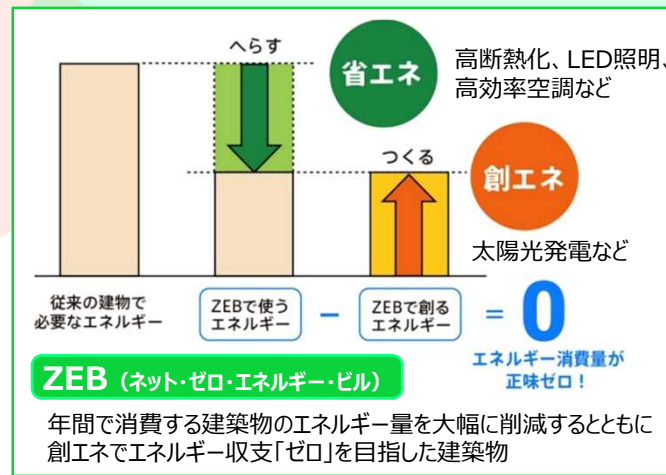 へらす
省エネ
高断熱化、LED照明、
高効率空調など
つくる
創エネ
太陽光発電など
従来の建物で
必要なエネルギー
ZEBで使う
エネルギー
−
ZEBで創る
エネルギー
= 0
エネルギー消費量が
正味ゼロ！
ZEB（ネット・ゼロ・エネルギー・ビル）
年間で消費する建築物のエネルギー量を大幅に削減するとともに
創エネでエネルギー収支「ゼロ」を目指した建築物